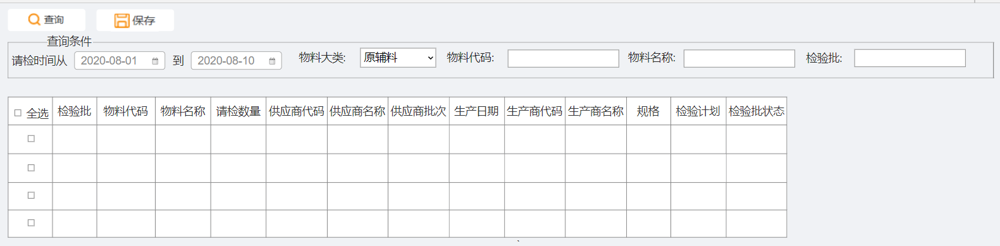 查询 保存
查询条件
请检时间从 2020-08-01 到 2020-08-10 物料大类: 原辅料 物料代码: 物料名称: 检验批:
全选 检验批 物料代码 物料名称 请检数量 供应商代码 供应商名称 供应商批次 生产日期 生产商代码 生产商名称 规格 检验计划 检验批状态